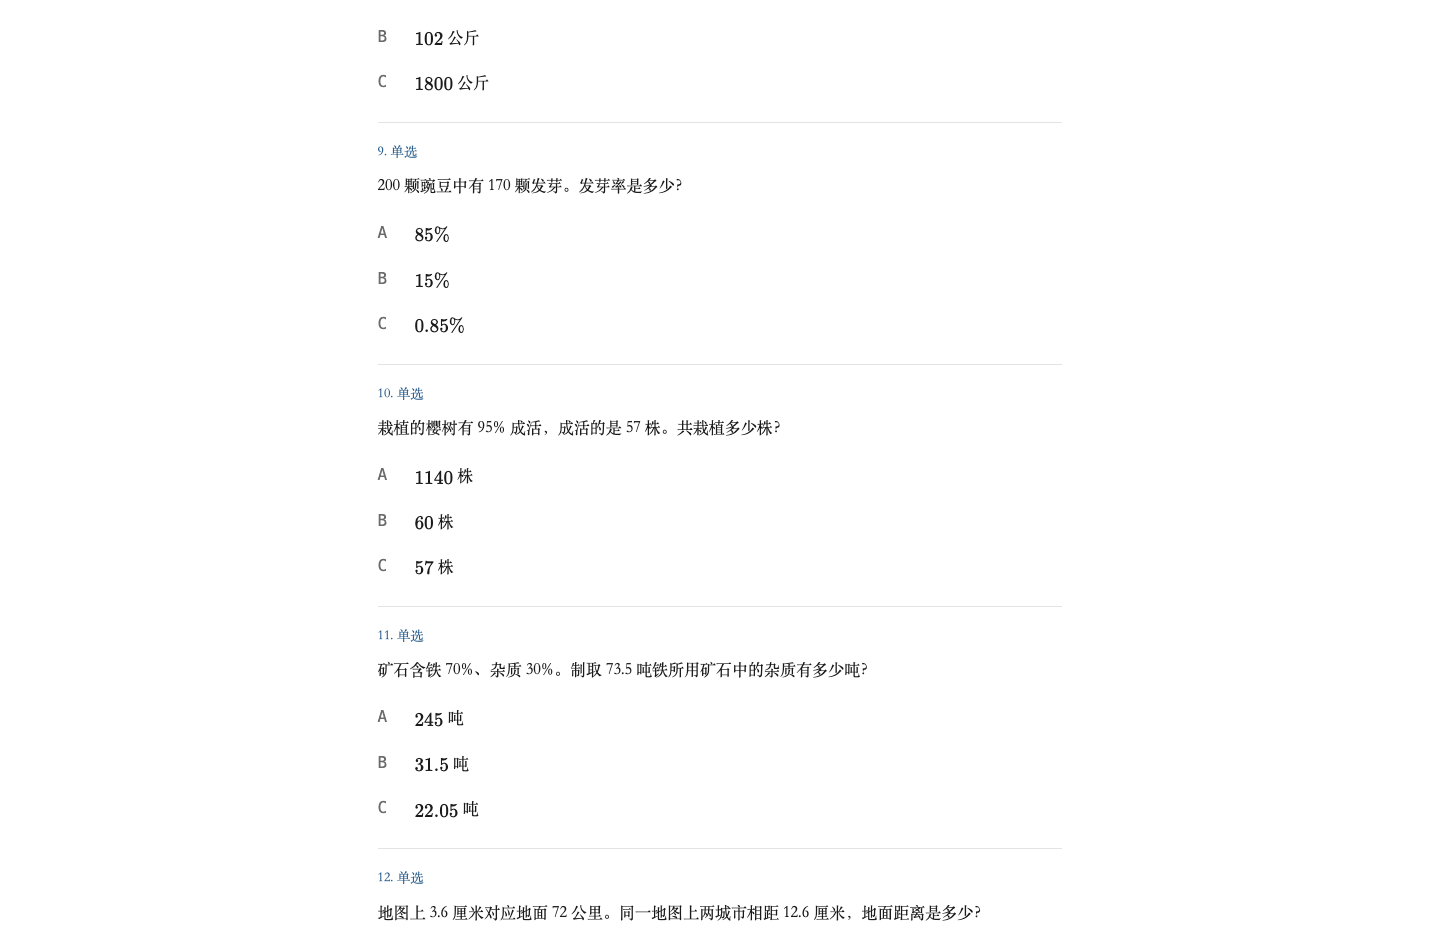 B 102 公斤
C 1800 公斤
9. 单选
200 颗豌豆中有 170 颗发芽。发芽率是多少?
A 85%
B 15%
C 0.85%
10. 单选
栽植的樱树有 95% 成活，成活的是 57 株。共栽植多少株?
A 1140 株
B 60 株
C 57 株
11. 单选
矿石含铁 70%、杂质 30%。制取 73.5 吨铁所用矿石中的杂质有多少吨?
A 245 吨
B 31.5 吨
C 22.05 吨
12. 单选
地图上 3.6 厘米对应地面 72 公里。同一地图上两城市相距 12.6 厘米，地面距离是多少?